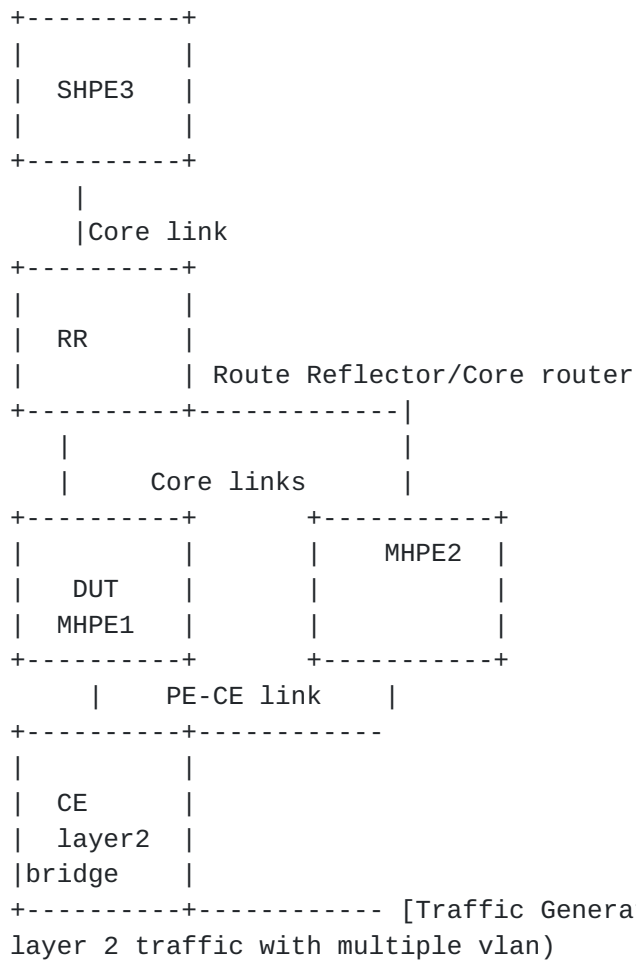 SHPE3
|Core link
RR
Route Reflector/Core router
Core links
MHPE2
DUT
MHPE1
PE-CE link
CE
layer2
bridge
[Traffic
layer 2 traffic with multiple vlan)